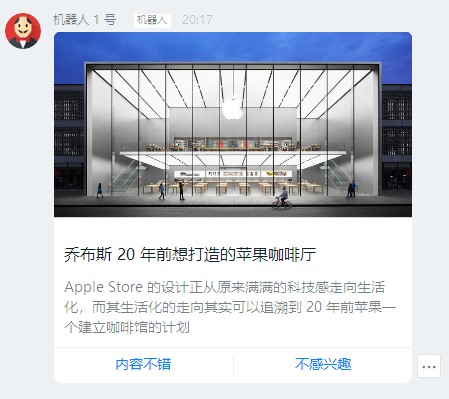 机器人 1 号 机器人 20:17
乔布斯 20 年前想打造的苹果咖啡厅
Apple Store 的设计正从原来满满的科技感走向生活
化，而其生活化的走向其实可以追溯到 20 年前苹果一
个建立咖啡馆的计划
内容不错 不感兴趣